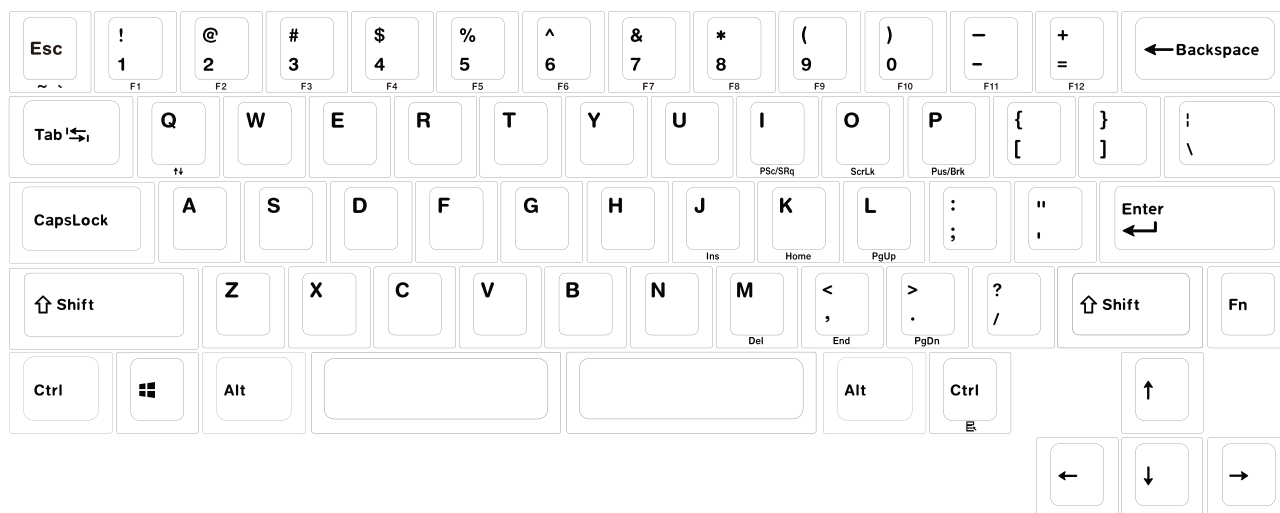 Esc ! @ # $ % ^ & * ( ) — + ←Backspace
1 2 3 4 5 6 7 8 9 0 - =
~ ` F1 F2 F3 F4 F5 F6 F7 F8 F9 F10 F11 F12
Tab Q W E R T Y U I O P { } ¦
[ ] \
↑↓ PSc/SRq ScrLk Pus/Brk
CapsLock A S D F G H J K L : " Enter
; '
Ins Home PgUp
⇧ Shift Z X C V B N M < > ? ⇧ Shift Fn
, . /
Del End PgDn
Ctrl Alt Alt Ctrl ↑
← ↓ →